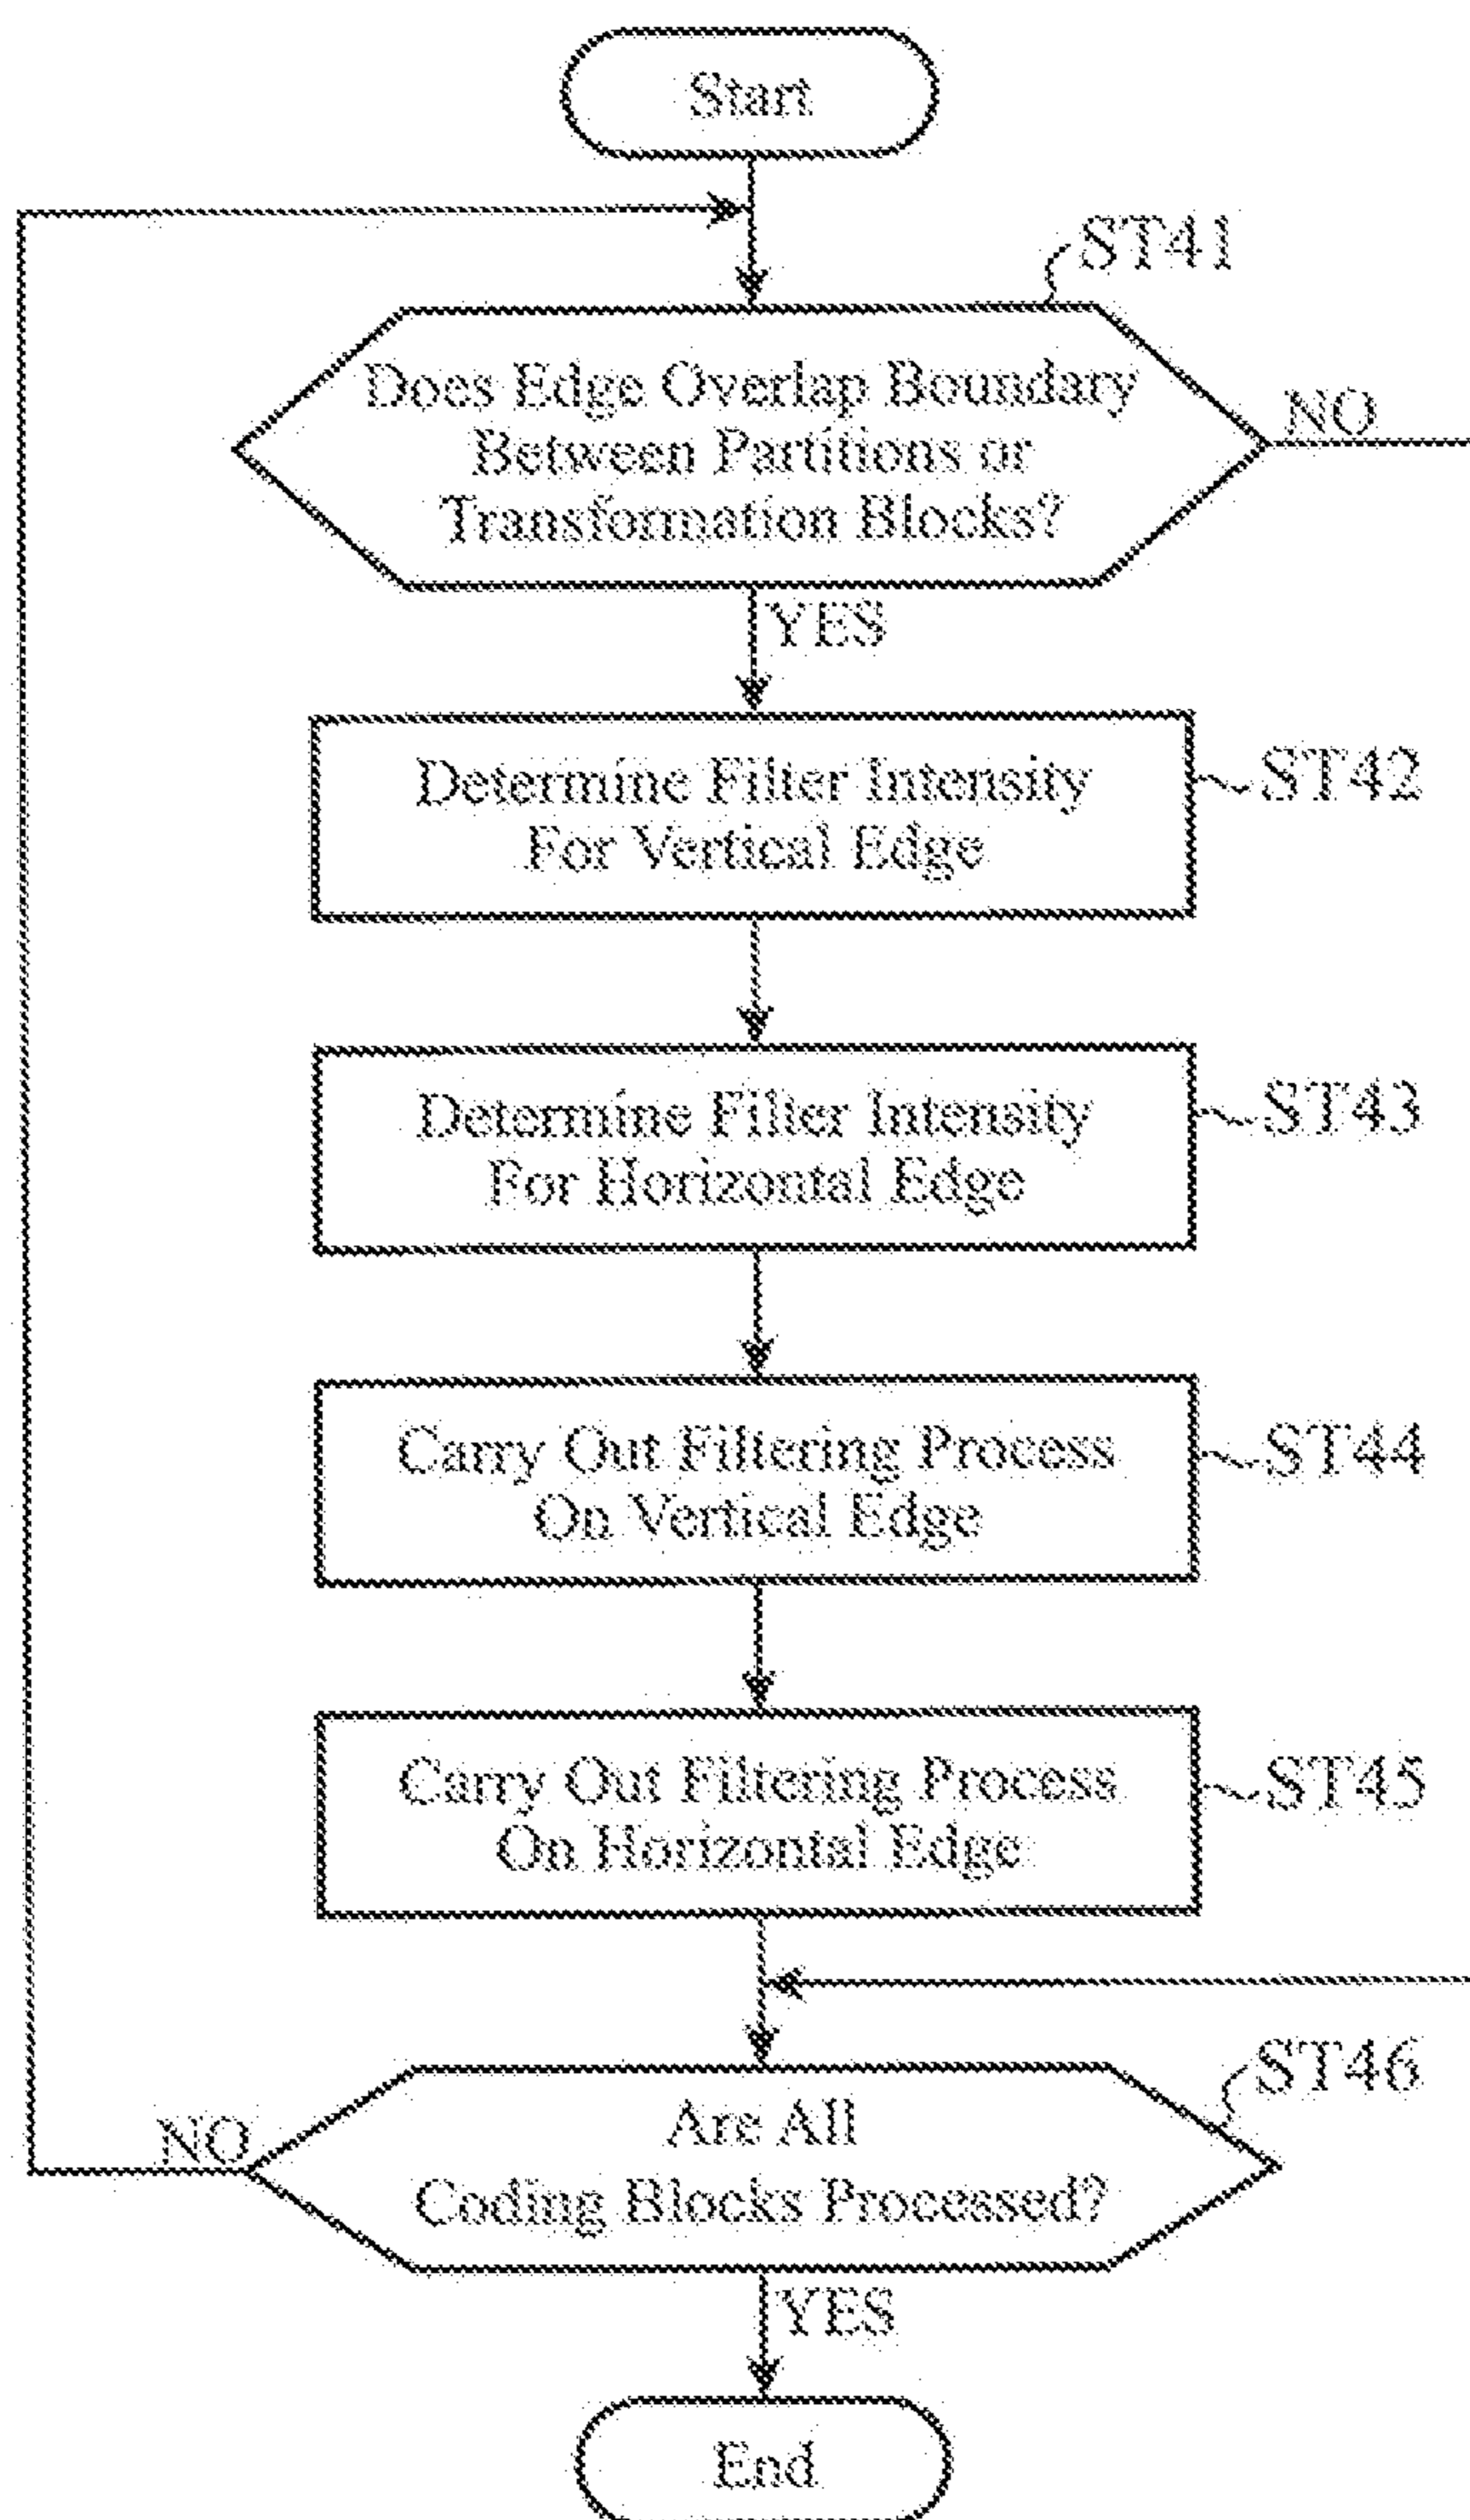 Start
ST41
Does Edge Overlap Boundary
Between Partitions or
Transformation Blocks?
NO
YES
Determine Filter Intensity
For Vertical Edge
ST42
Determine Filter Intensity
For Horizontal Edge
ST43
Carry Out Filtering Process
On Vertical Edge
ST44
Carry Out Filtering Process
On Horizontal Edge
ST45
ST46
Are All
Coding Blocks Processed?
NO
YES
End